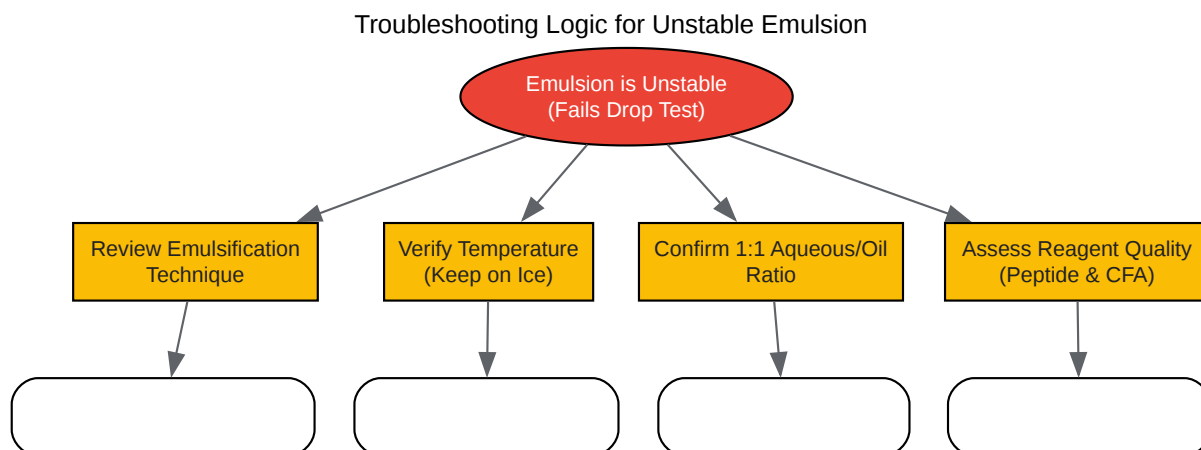 Troubleshooting Logic for Unstable Emulsion
Emulsion is Unstable
(Fails Drop Test)
Review Emulsification
Technique
Verify Temperature
(Keep on Ice)
Confirm 1:1 Aqueous/Oil
Ratio
Assess Reagent Quality
(Peptide & CFA)